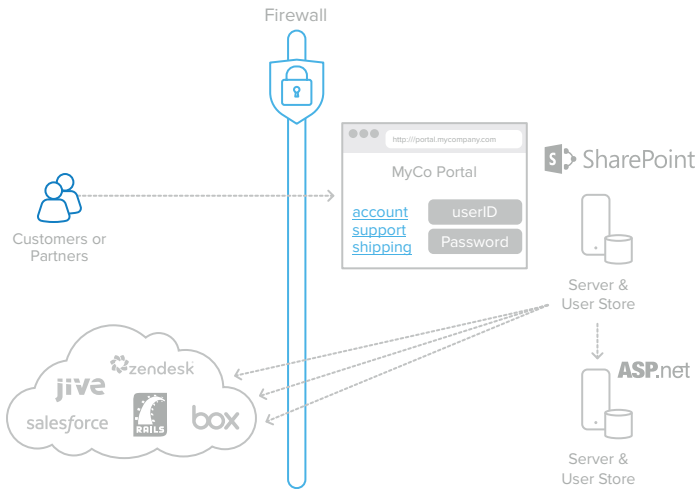 Firewall
http:///portal.mycompany.com
MyCo Portal
account
support
shipping
userID
Password
S
SharePoint
Customers or
Partners
Server &
User Store
zendesk
jive
salesforce
RAILS
box
ASP.net
Server &
User Store